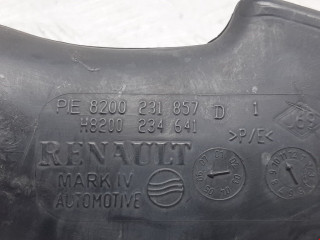 PIE 8200 231 857 D 1
H8200 234 641
>P/E<
RENAULT
MARK IV
AUTOMOTIVE